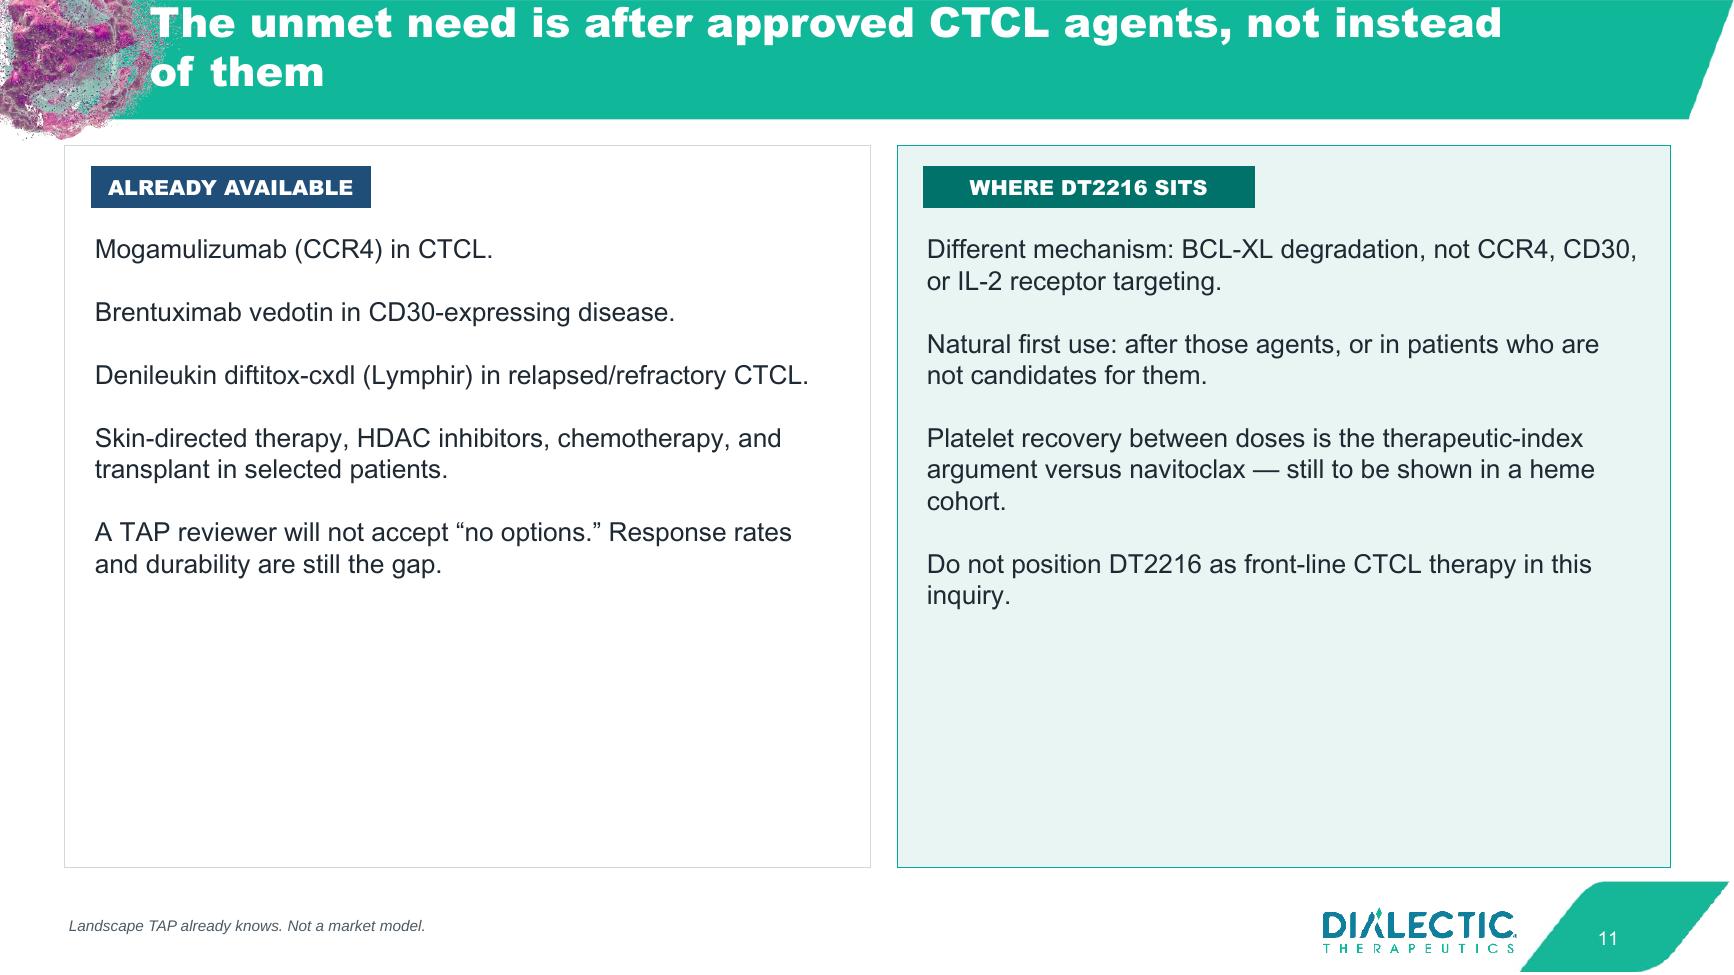 The unmet need is after approved CTCL agents, not instead
of them
ALREADY AVAILABLE
Mogamulizumab (CCR4) in CTCL.
Brentuximab vedotin in CD30-expressing disease.
Denileukin diftitox-cxdl (Lymphir) in relapsed/refractory CTCL.
Skin-directed therapy, HDAC inhibitors, chemotherapy, and
transplant in selected patients.
A TAP reviewer will not accept “no options.” Response rates
and durability are still the gap.
WHERE DT2216 SITS
Different mechanism: BCL-XL degradation, not CCR4, CD30,
or IL-2 receptor targeting.
Natural first use: after those agents, or in patients who are
not candidates for them.
Platelet recovery between doses is the therapeutic-index
argument versus navitoclax — still to be shown in a heme
cohort.
Do not position DT2216 as front-line CTCL therapy in this
inquiry.
Landscape TAP already knows. Not a market model.
DIALECTIC
THERAPEUTICS
11